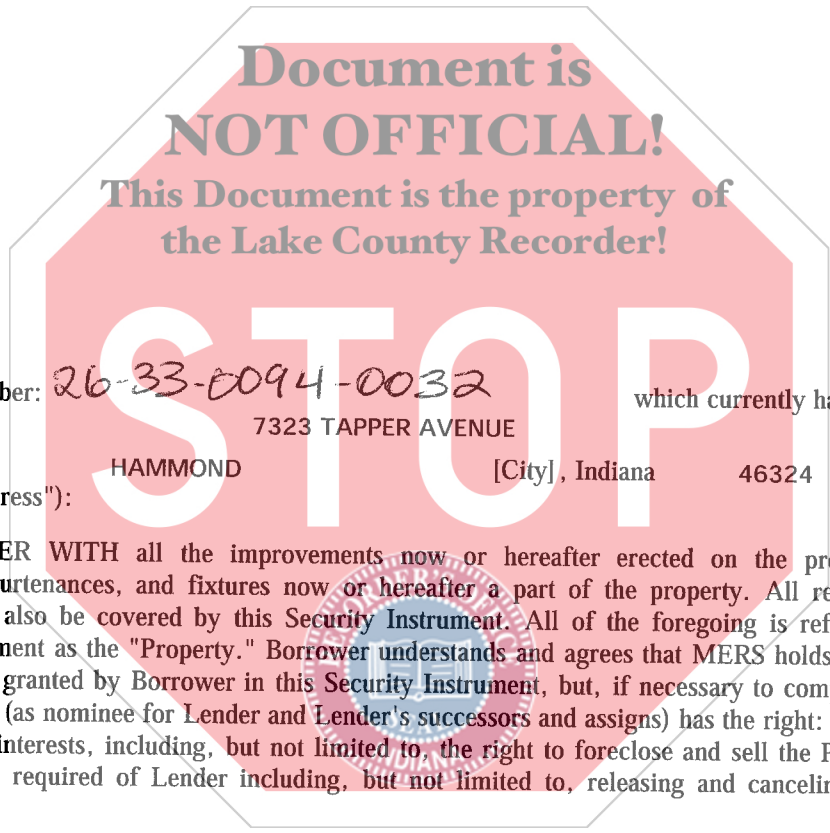 Document is
NOT OFFICIAL!
This Document is the property of
the Lake County Recorder!
STOP
ber: 26-33-0094-0032 which currently ha
7323 TAPPER AVENUE
HAMMOND [City], Indiana 46324
ress"):
ER WITH all the improvements now or hereafter erected on the pr
urtenances, and fixtures now or hereafter a part of the property. All re
also be covered by this Security Instrument. All of the foregoing is ref
ment as the "Property." Borrower understands and agrees that MERS holds
granted by Borrower in this Security Instrument, but, if necessary to com
(as nominee for Lender and Lender's successors and assigns) has the right:
interests, including, but not limited to, the right to foreclose and sell the P
required of Lender including, but not limited to, releasing and cancelin
RECORDER'S OFFICE
SEAL
INDIANA